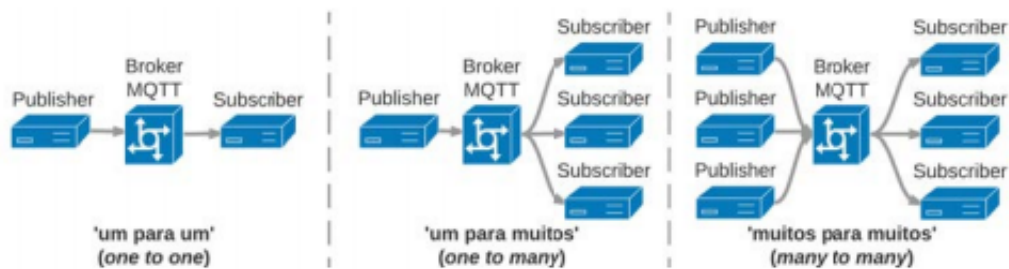 Broker
MQTT
Publisher
Subscriber
'um para um'
(one to one)
Subscriber
Broker
MQTT
Publisher
Subscriber
Subscriber
'um para muitos'
(one to many)
Publisher
Subscriber
Broker
MQTT
Publisher
Subscriber
Publisher
Subscriber
'muitos para muitos'
(many to many)